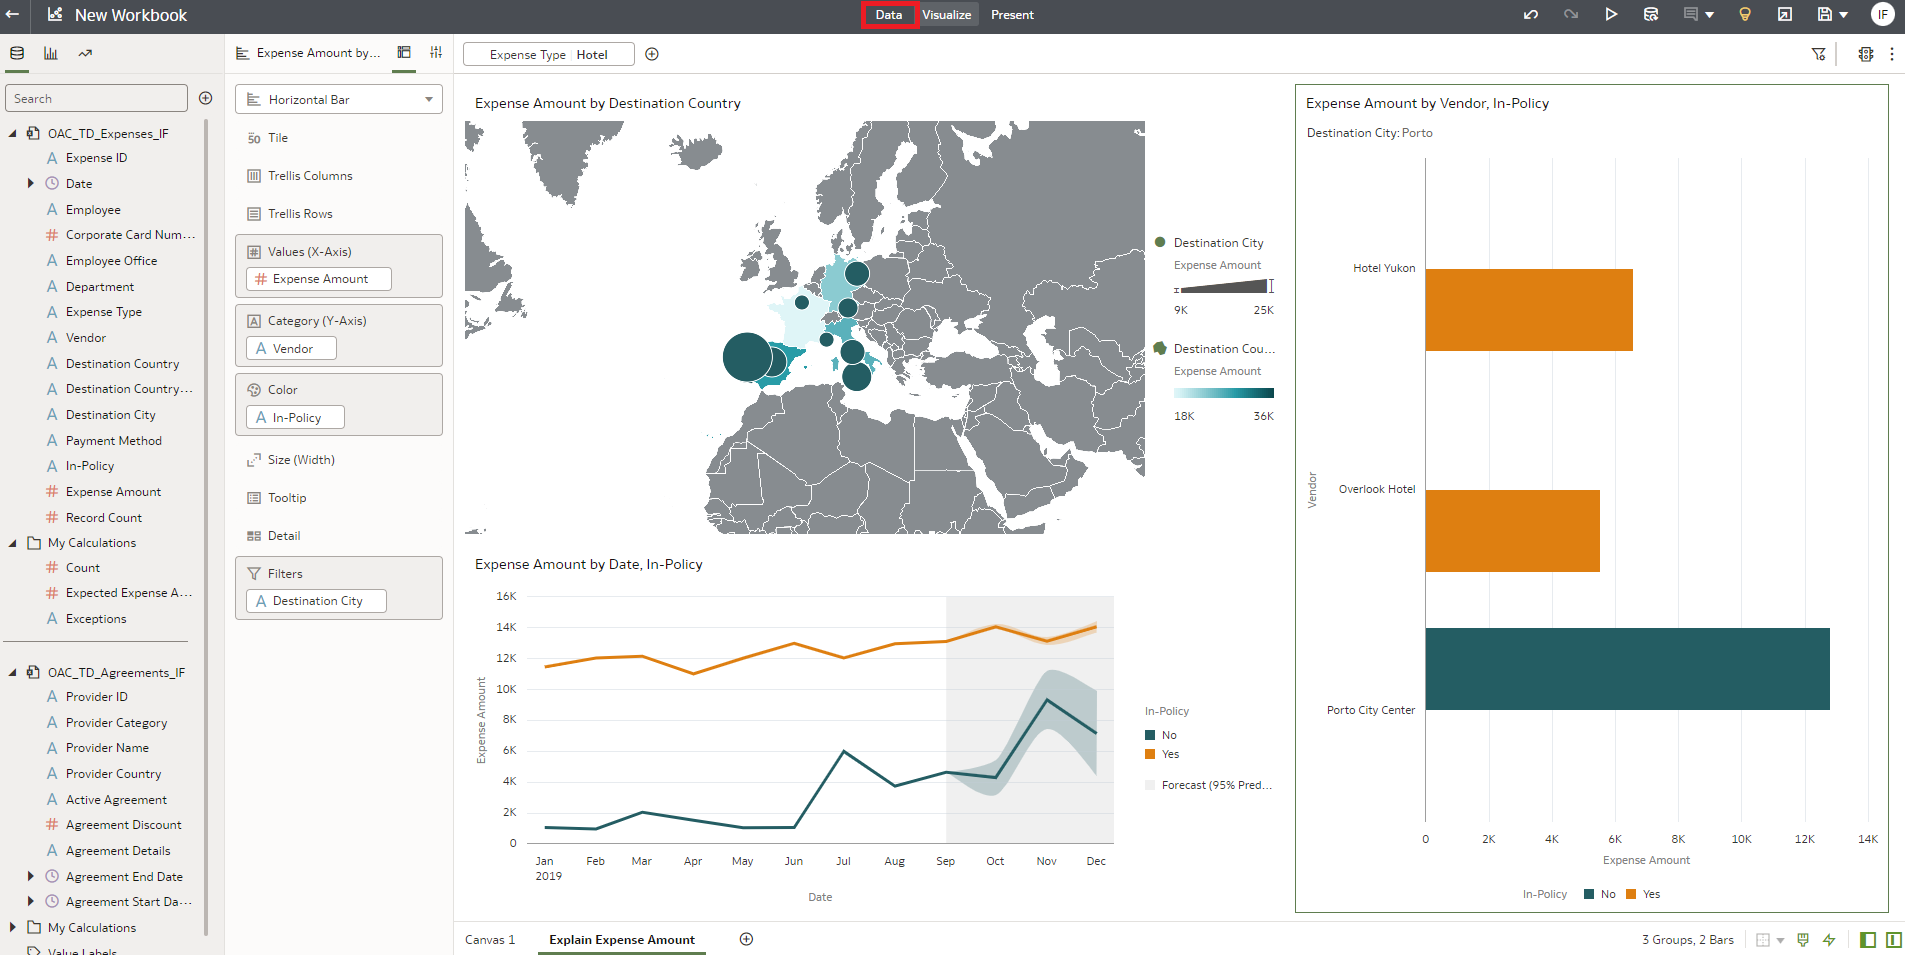 New Workbook
Data
Visualize
Present
IF
Search
OAC_TD_Expenses_IF
Expense ID
Date
Employee
Corporate Card Num...
Employee Office
Department
Expense Type
Vendor
Destination Country
Destination Country...
Destination City
Payment Method
In-Policy
Expense Amount
Record Count
My Calculations
Count
Expected Expense A...
Exceptions
OAC_TD_Agreements_IF
Provider ID
Provider Category
Provider Name
Provider Country
Active Agreement
Agreement Discount
Agreement Details
Agreement End Date
Agreement Start Da...
My Calculations
Value Labels
Expense Amount by...
Horizontal Bar
Tile
Trellis Columns
Trellis Rows
Values (X-Axis)
Expense Amount
Category (Y-Axis)
Vendor
Color
In-Policy
Size (Width)
Tooltip
Detail
Filters
Destination City
Expense Type Hotel
Expense Amount by Destination Country
Destination City
Expense Amount
9K 25K
Destination Cou...
Expense Amount
18K 36K
Expense Amount by Date, In-Policy
16K
14K
12K
10K
8K
6K
4K
2K
0
Expense Amount
Jan Feb Mar Apr May Jun Jul Aug Sep Oct Nov Dec
2019
Date
In-Policy
No
Yes
Forecast (95% Pred...
Expense Amount by Vendor, In-Policy
Destination City: Porto
Hotel Yukon
Overlook Hotel
Porto City Center
Vendor
0 2K 4K 6K 8K 10K 12K 14K
Expense Amount
In-Policy No Yes
Canvas 1
Explain Expense Amount
3 Groups, 2 Bars